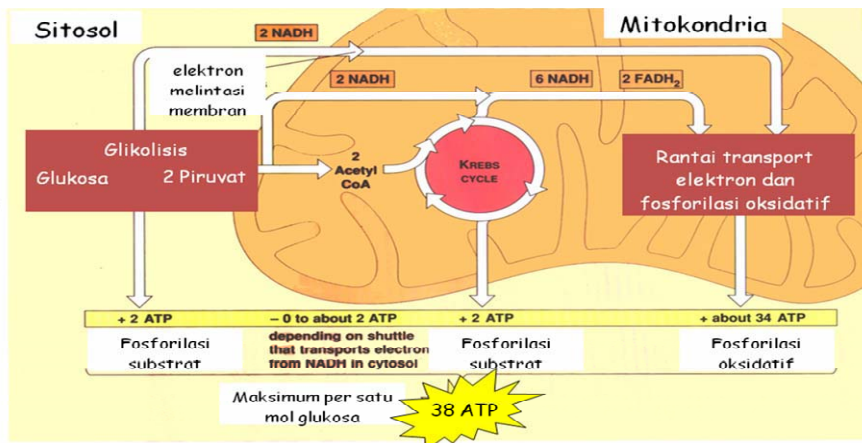 Sitosol
2 NADH
Mitokondria
elektron
melintasi
membran
2 NADH
6 NADH
2 FADH₂
Glikolisis
Glukosa
2 Piruvat
2
Acetyl
CoA
KREBS
CYCLE
Rantai transport
elektron dan
fosforilasi oksidatif
+ 2 ATP
– 0 to about 2 ATP
+ 2 ATP
+ about 34 ATP
Fosforilasi
substrat
depending on shuttle
that transports electron
from NADH in cytosol
Fosforilasi
substrat
Fosforilasi
oksidatif
Maksimum per satu
mol glukosa
38 ATP